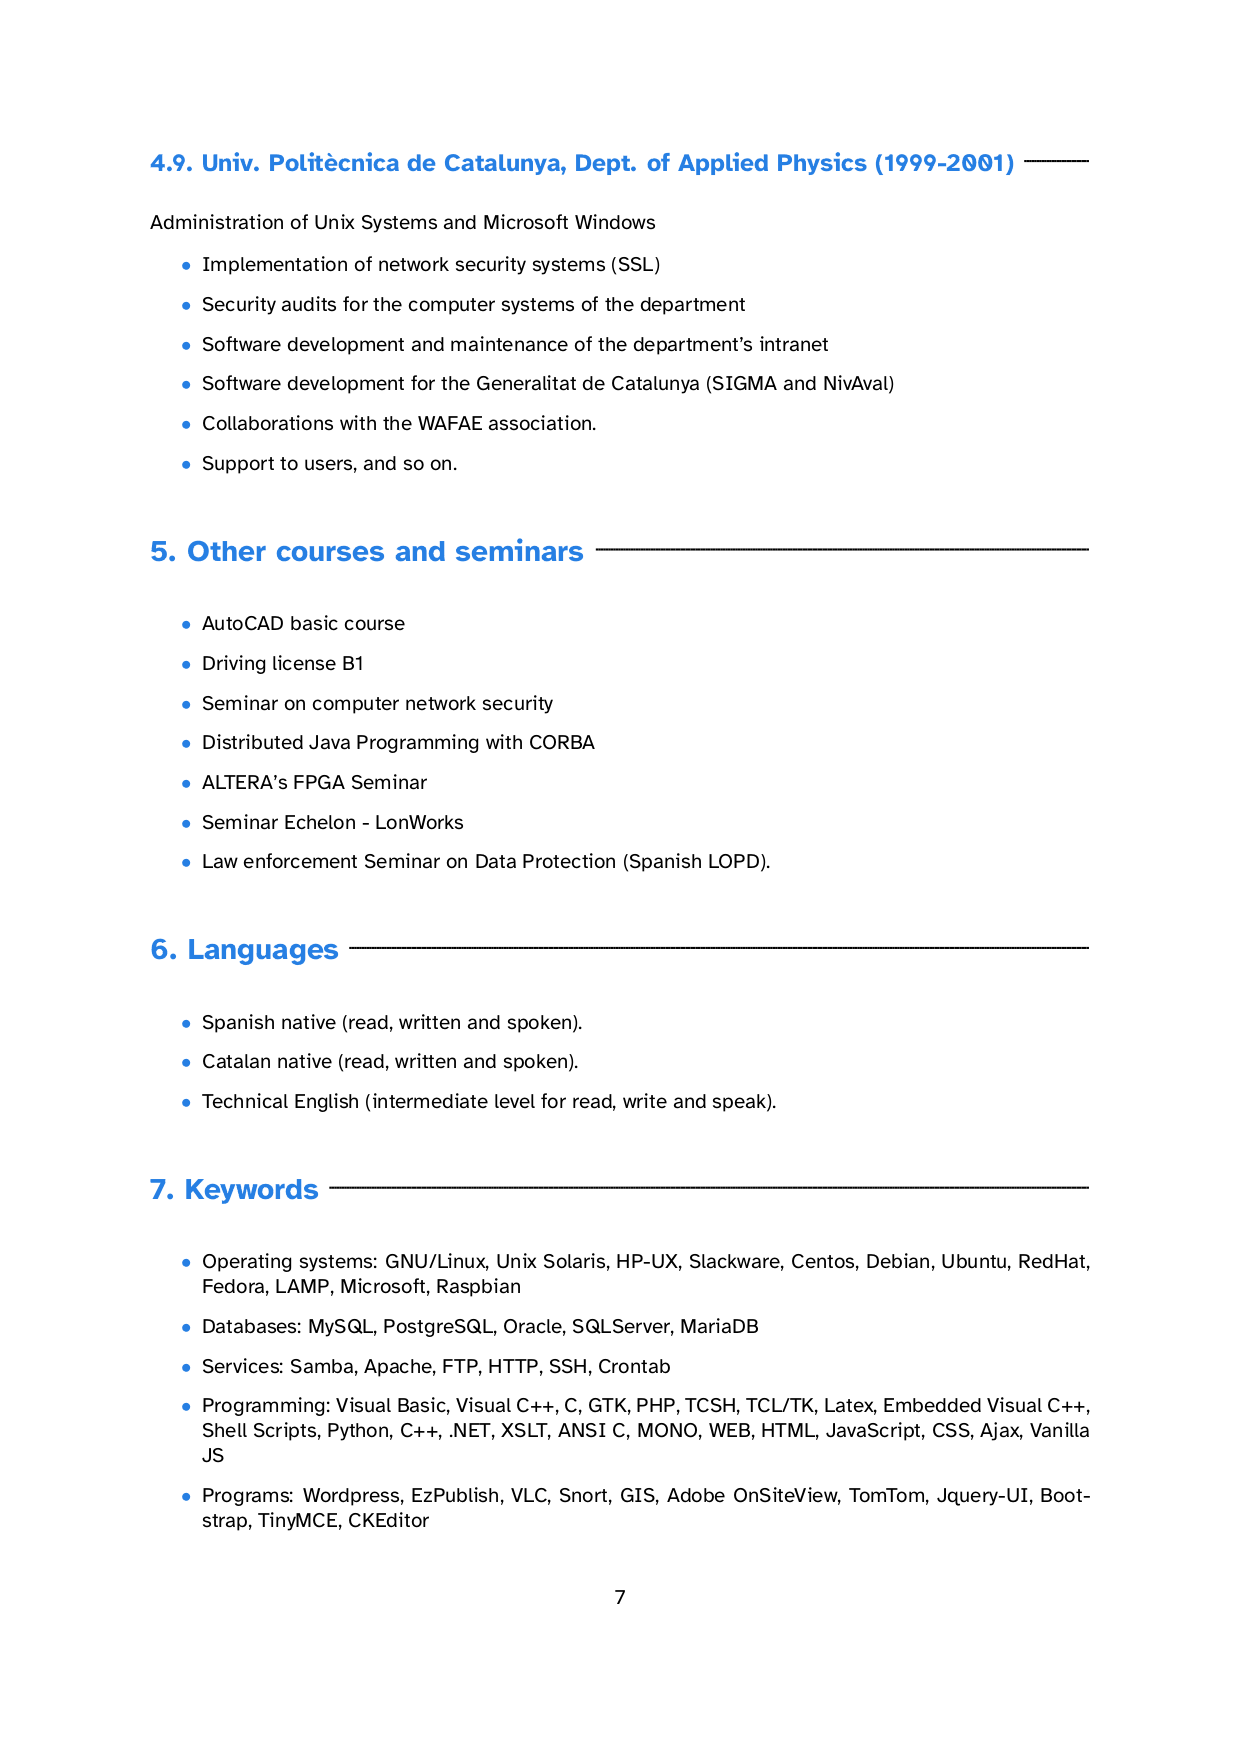 4.9. Univ. Politècnica de Catalunya, Dept. of Applied Physics (1999-2001)
Administration of Unix Systems and Microsoft Windows
• Implementation of network security systems (SSL)
• Security audits for the computer systems of the department
• Software development and maintenance of the department’s intranet
• Software development for the Generalitat de Catalunya (SIGMA and NivAval)
• Collaborations with the WAFAE association.
• Support to users, and so on.
5. Other courses and seminars
• AutoCAD basic course
• Driving license B1
• Seminar on computer network security
• Distributed Java Programming with CORBA
• ALTERA’s FPGA Seminar
• Seminar Echelon - LonWorks
• Law enforcement Seminar on Data Protection (Spanish LOPD).
6. Languages
• Spanish native (read, written and spoken).
• Catalan native (read, written and spoken).
• Technical English (intermediate level for read, write and speak).
7. Keywords
• Operating systems: GNU/Linux, Unix Solaris, HP-UX, Slackware, Centos, Debian, Ubuntu, RedHat,
Fedora, LAMP, Microsoft, Raspbian
• Databases: MySQL, PostgreSQL, Oracle, SQLServer, MariaDB
• Services: Samba, Apache, FTP, HTTP, SSH, Crontab
• Programming: Visual Basic, Visual C++, C, GTK, PHP, TCSH, TCL/TK, Latex, Embedded Visual C++,
Shell Scripts, Python, C++, .NET, XSLT, ANSI C, MONO, WEB, HTML, JavaScript, CSS, Ajax, Vanilla
JS
• Programs: Wordpress, EzPublish, VLC, Snort, GIS, Adobe OnSiteView, TomTom, Jquery-UI, Boot-
strap, TinyMCE, CKEditor
7